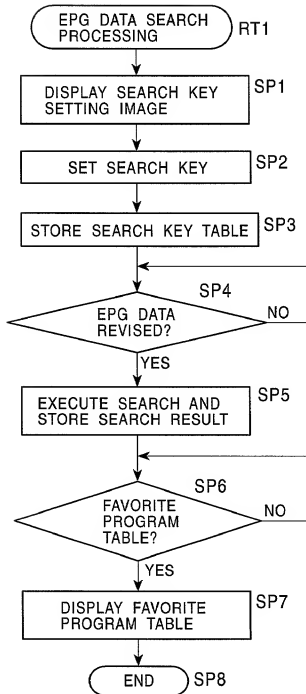 EPG DATA SEARCH
PROCESSING
RT1
SP1
DISPLAY SEARCH KEY
SETTING IMAGE
SP2
SET SEARCH KEY
SP3
STORE SEARCH KEY TABLE
SP4
EPG DATA
REVISED?
NO
YES
SP5
EXECUTE SEARCH AND
STORE SEARCH RESULT
SP6
FAVORITE
PROGRAM
TABLE?
NO
YES
SP7
DISPLAY FAVORITE
PROGRAM TABLE
END
SP8